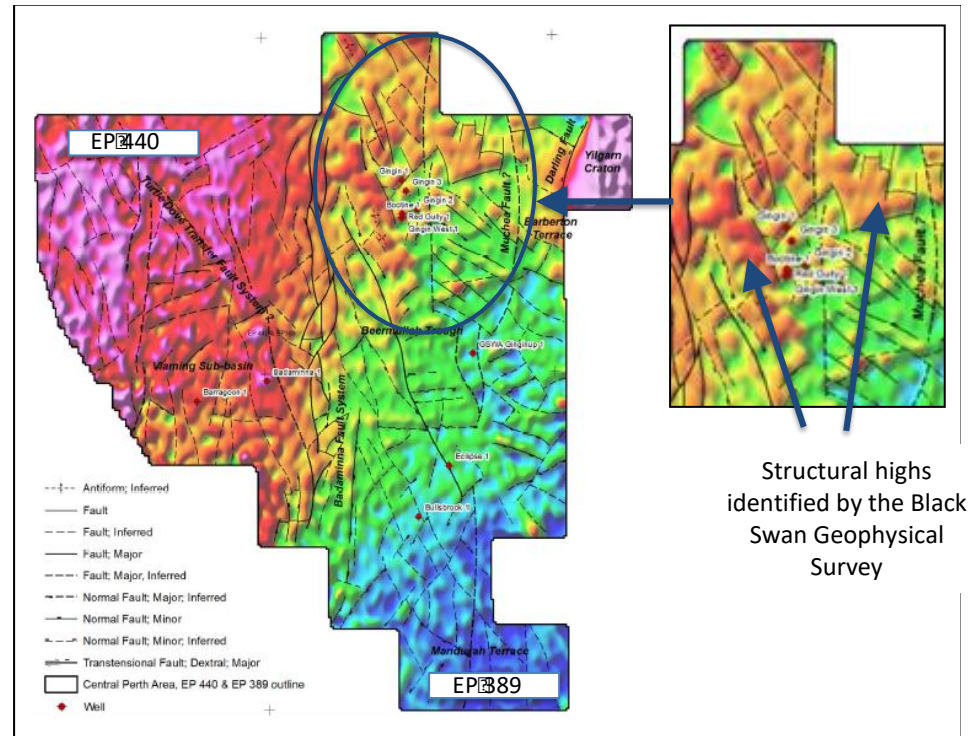 EP 440
Turtle Dove Transfer Fault System 2
Vlaming Sub-basin
Barragoon 1
Badaminna 1
Badaminna Fault System
Gingin 1
Gingin 3
Bootine 1
Gingin 2
Red Gully 1
Gingin West 1
Muchea Fault ?
Darling Fault
Yilgarn
Craton
Barberton
Terrace
Beermullah Trough
GSWA Ginginup 1
Eclipse 1
Bullsbrook 1
Mandurah Terrace
EP 389
Antiform; Inferred
Fault
Fault; Inferred
Fault; Major
Fault; Major, Inferred
Normal Fault; Major; Inferred
Normal Fault; Minor
Normal Fault; Minor; Inferred
Transtensional Fault; Dextral; Major
Central Perth Area, EP 440 & EP 389 outline
Well
Gingin 1
Gingin 3
Bootine 1
Gingin 2
Red Gully 1
Gingin West 1
Muchea Fault ?
Structural highs
identified by the Black
Swan Geophysical
Survey